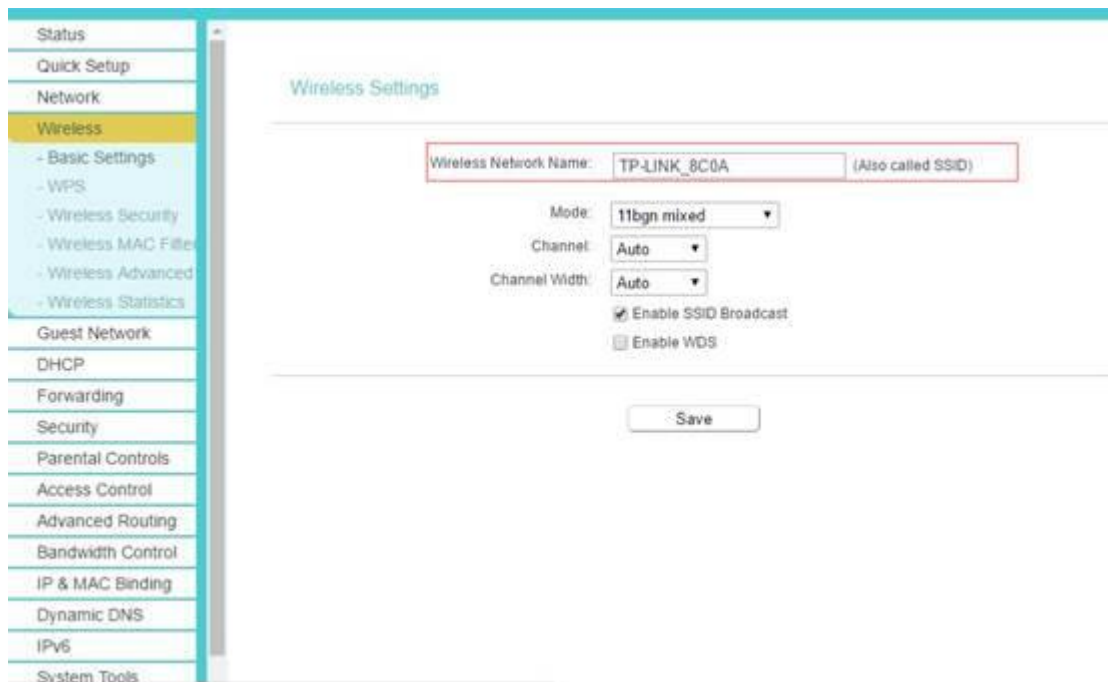 Status
Quick Setup
Network
Wireless
- Basic Settings
- WPS
- Wireless Security
- Wireless MAC Filter
- Wireless Advanced
- Wireless Statistics
Guest Network
DHCP
Forwarding
Security
Parental Controls
Access Control
Advanced Routing
Bandwidth Control
IP & MAC Binding
Dynamic DNS
IPv6
System Tools
Wireless Settings
Wireless Network Name: TP-LINK_8C0A (Also called SSID)
Mode: 11bgn mixed
Channel: Auto
Channel Width: Auto
Enable SSID Broadcast
Enable WDS
Save